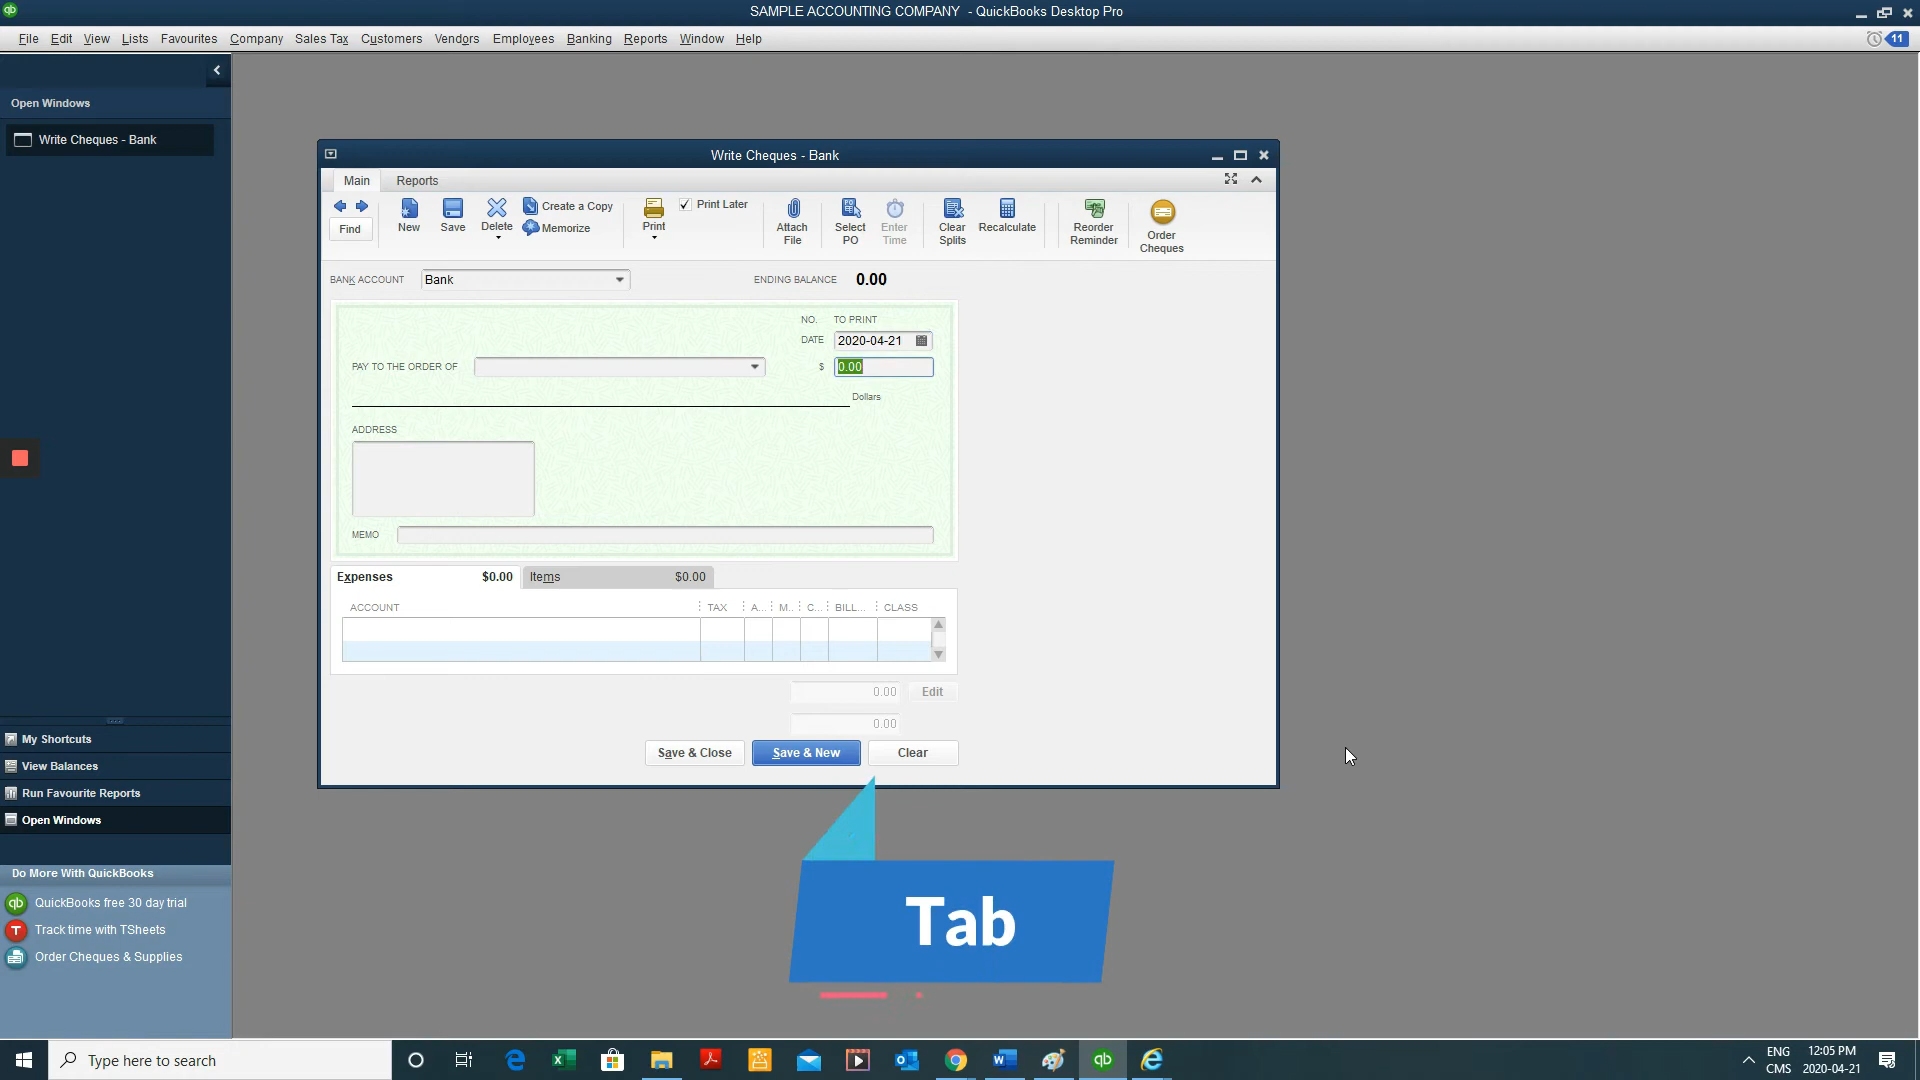 SAMPLE ACCOUNTING COMPANY - QuickBooks Desktop Pro
File Edit View Lists Favourites Company Sales Tax Customers Vendors Employees Banking Reports Window Help
11
Open Windows
Write Cheques - Bank
Write Cheques - Bank
Main Reports
Find
New
Save
Delete
Create a Copy
Memorize
Print
Print Later
Attach
File
Select
PO
Enter
Time
Clear
Splits
Recalculate
Reorder
Reminder
Order
Cheques
BANK ACCOUNT Bank ENDING BALANCE 0.00
NO. TO PRINT
DATE 2020-04-21
PAY TO THE ORDER OF $ 0.00
Dollars
ADDRESS
MEMO
Expenses $0.00 Items $0.00
ACCOUNT TAX A... M.. C... BILL... CLASS
0.00 Edit
0.00
Save & Close Save & New Clear
My Shortcuts
View Balances
Run Favourite Reports
Open Windows
Do More With QuickBooks
qb QuickBooks free 30 day trial
T Track time with TSheets
Order Cheques & Supplies
Tab
Type here to search
ENG
CMS
12:05 PM
2020-04-21